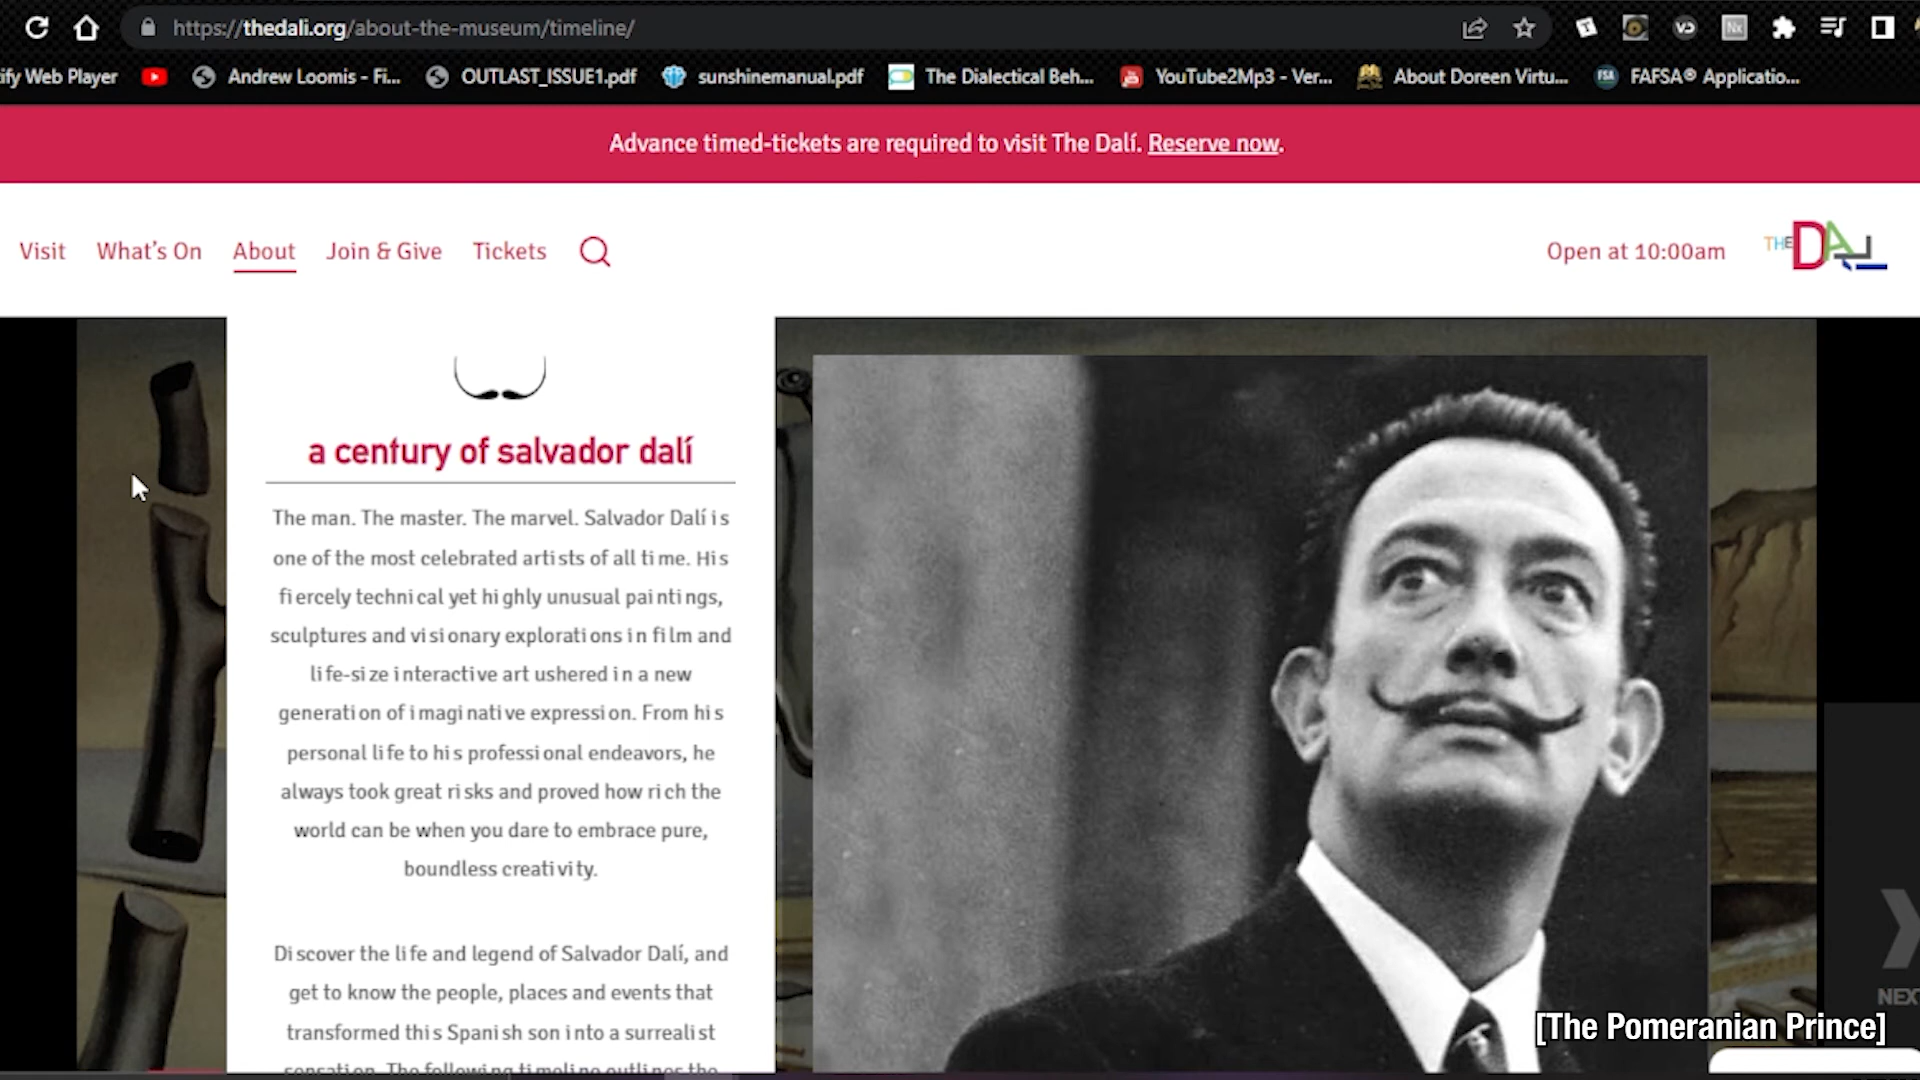 https://thedali.org/about-the-museum/timeline/
ify Web Player
Andrew Loomis - Fi...
OUTLAST_ISSUE1.pdf
sunshinemanual.pdf
The Dialectical Beh...
YouTube2Mp3 - Ver...
About Doreen Virtu...
FAFSA® Applicatio...
Advance timed-tickets are required to visit The Dalí. Reserve now.
Visit
What's On
About
Join & Give
Tickets
Open at 10:00am
THE DALI
a century of salvador dalí
The man. The master. The marvel. Salvador Dalí is
one of the most celebrated artists of all time. His
fiercely technical yet highly unusual paintings,
sculptures and visionary explorations in film and
life-size interactive art ushered in a new
generation of imaginative expression. From his
personal life to his professional endeavors, he
always took great risks and proved how rich the
world can be when you dare to embrace pure,
boundless creativity.
Discover the life and legend of Salvador Dalí, and
get to know the people, places and events that
transformed this Spanish son into a surrealist
sensation. The following timeline outlines the
NEXT
[The Pomeranian Prince]